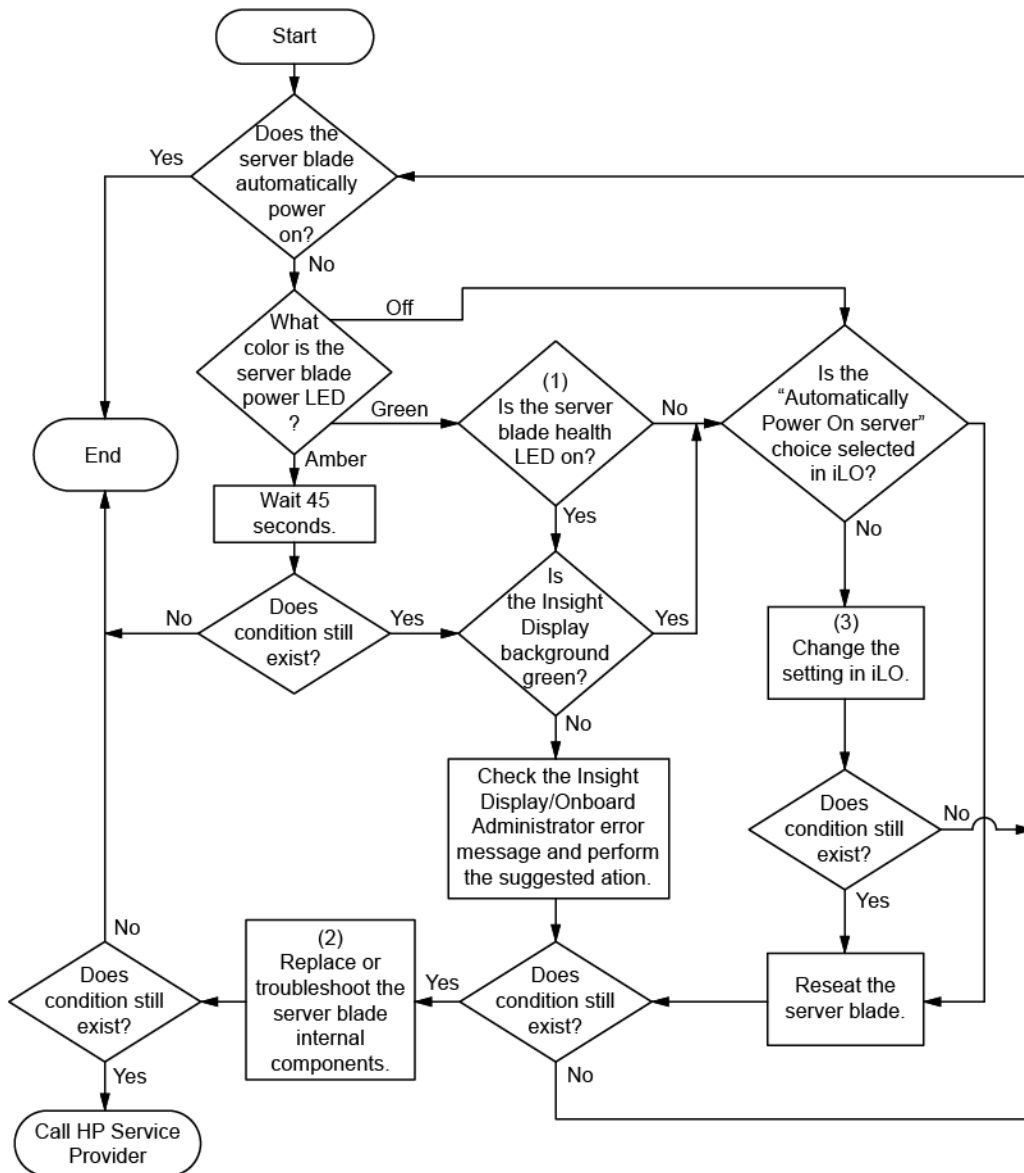 Start
Does the
server blade
automatically
power
on?
Yes
No
What
color is the
server blade
power LED
?
Off
Green
Amber
(1)
Is the server
blade health
LED on?
No
Yes
Is the
“Automatically
Power On server”
choice selected
in iLO?
No
End
Wait 45
seconds.
Does
condition still
exist?
No
Yes
Is
the Insight
Display
background
green?
Yes
No
(3)
Change the
setting in iLO.
Check the Insight
Display/Onboard
Administrator error
message and perform
the suggested ation.
Does
condition still
exist?
No
Yes
Reseat the
server blade.
Does
condition still
exist?
Yes
No
(2)
Replace or
troubleshoot the
server blade
internal
components.
No
Does
condition still
exist?
Yes
Call HP Service
Provider